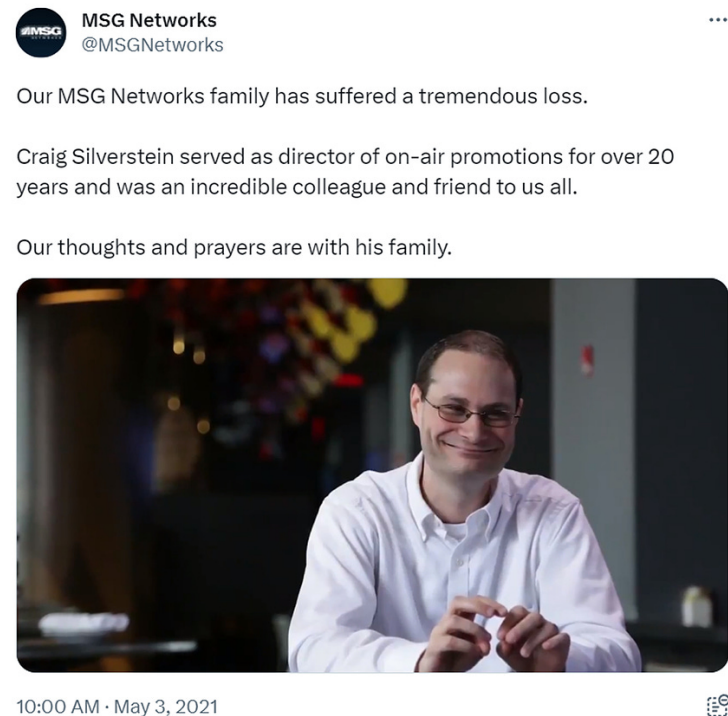 MSG Networks
@MSGNetworks
Our MSG Networks family has suffered a tremendous loss.
Craig Silverstein served as director of on-air promotions for over 20
years and was an incredible colleague and friend to us all.
Our thoughts and prayers are with his family.
10:00 AM · May 3, 2021